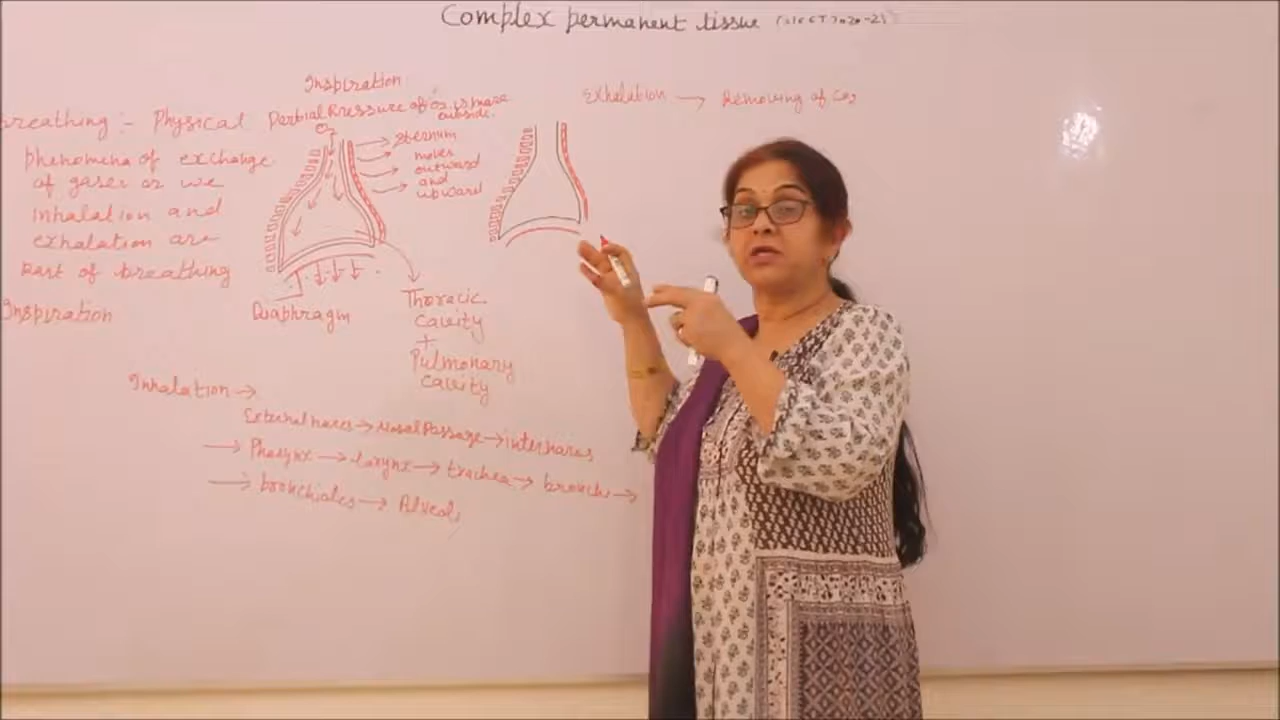 Complex permanent tissue
Inspiration
Exhalation → Removing of CO2
breathing :- Physical
Partial Pressure of O2 is more
outside.
phenomena of exchange
of gases or we
inhalation and
exhalation are
part of breathing
Inspiration
O2
Sternum
moves
outward
and
upward
Diaphragm
Thoracic
Cavity
+
Pulmonary
Cavity
Inhalation →
External nares → Nasal Passage → internares
→ Pharynx → Larynx → trachea → bronchi →
→ bronchioles → Alveoli